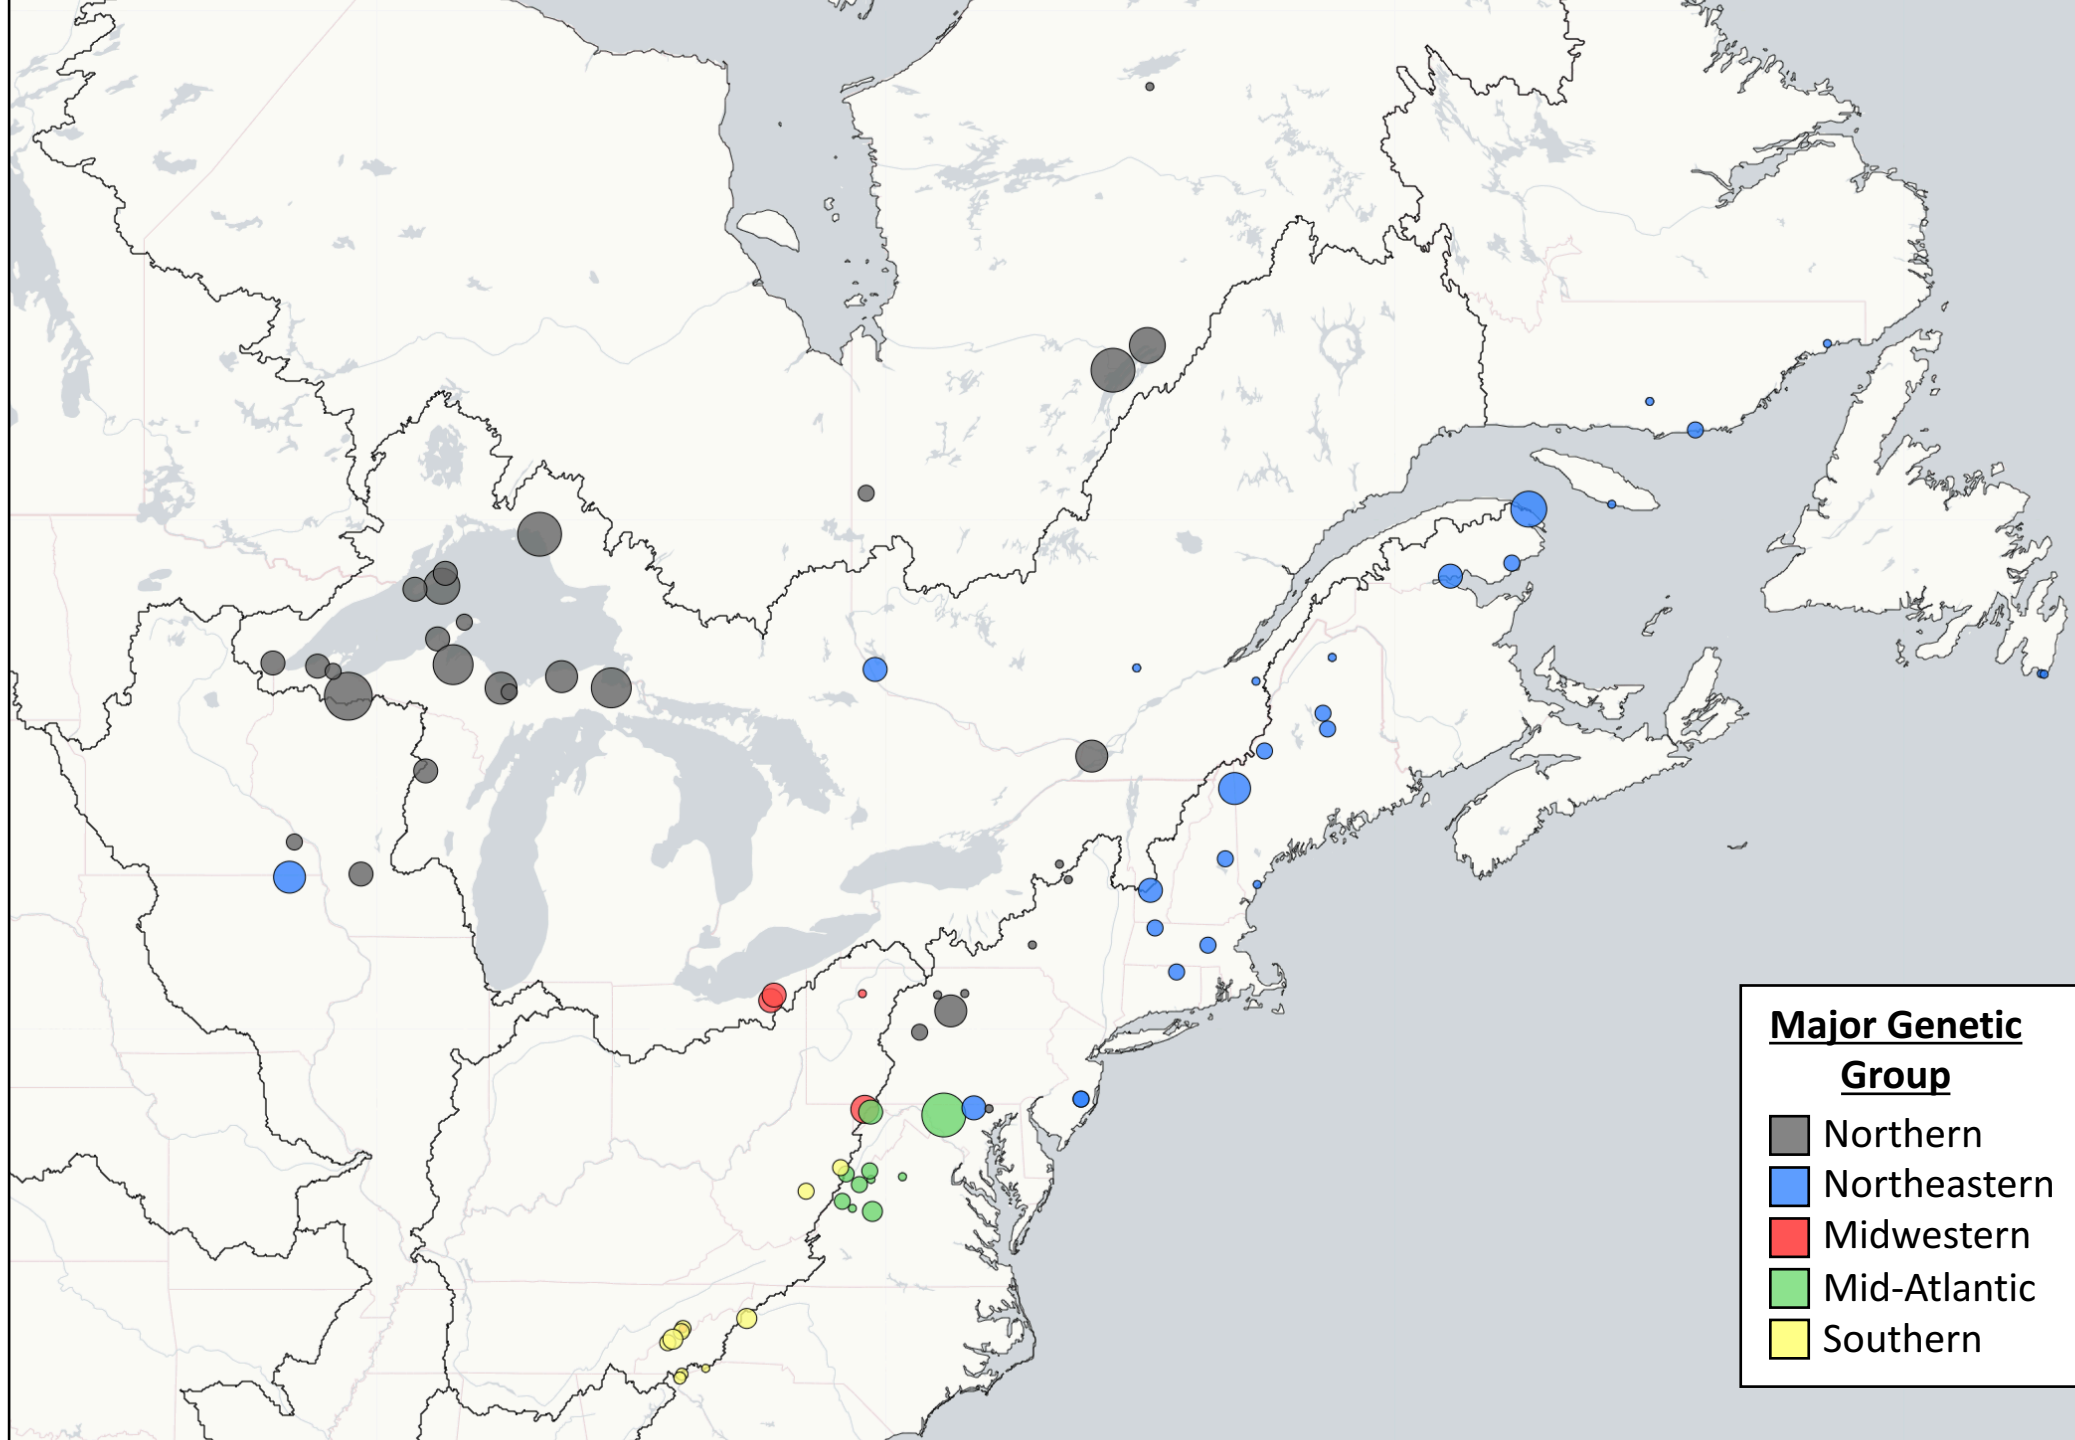 Major Genetic
Group
Northern
Northeastern
Midwestern
Mid-Atlantic
Southern